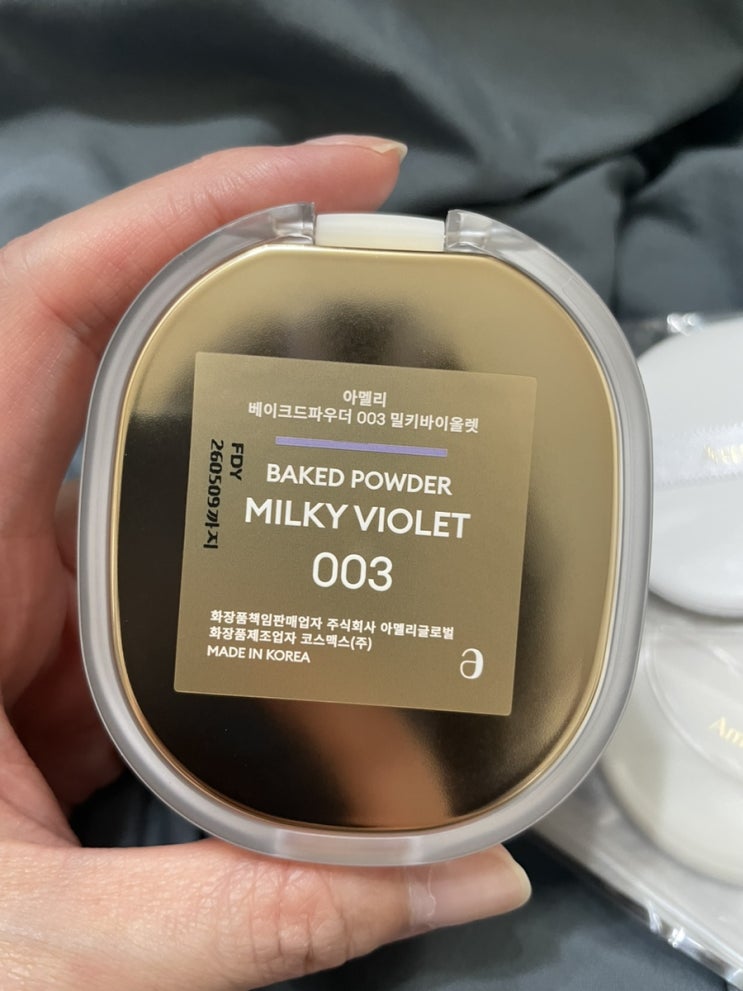 아멜리
베이크드파우더 003 밀키바이올렛
FDY
260509까지
BAKED POWDER
MILKY VIOLET
003
화장품책임판매업자 주식회사 아멜리글로벌
화장품제조업자 코스맥스(주)
MADE IN KOREA
ə